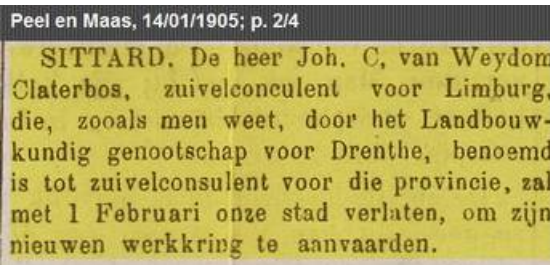 Peel en Maas, 14/01/1905; p. 2/4
SITTARD. De heer Joh. C, van Weydom
Claterbos, zuivelconculent voor Limburg,
die, zooals men weet, door het Landbouw-
kundig genootschap voor Drenthe, benoemd
is tot zuivelconsulent voor die provincie, zal
met 1 Februari onze stad verlaten, om zijn
nieuwen werkkring te aanvaarden.